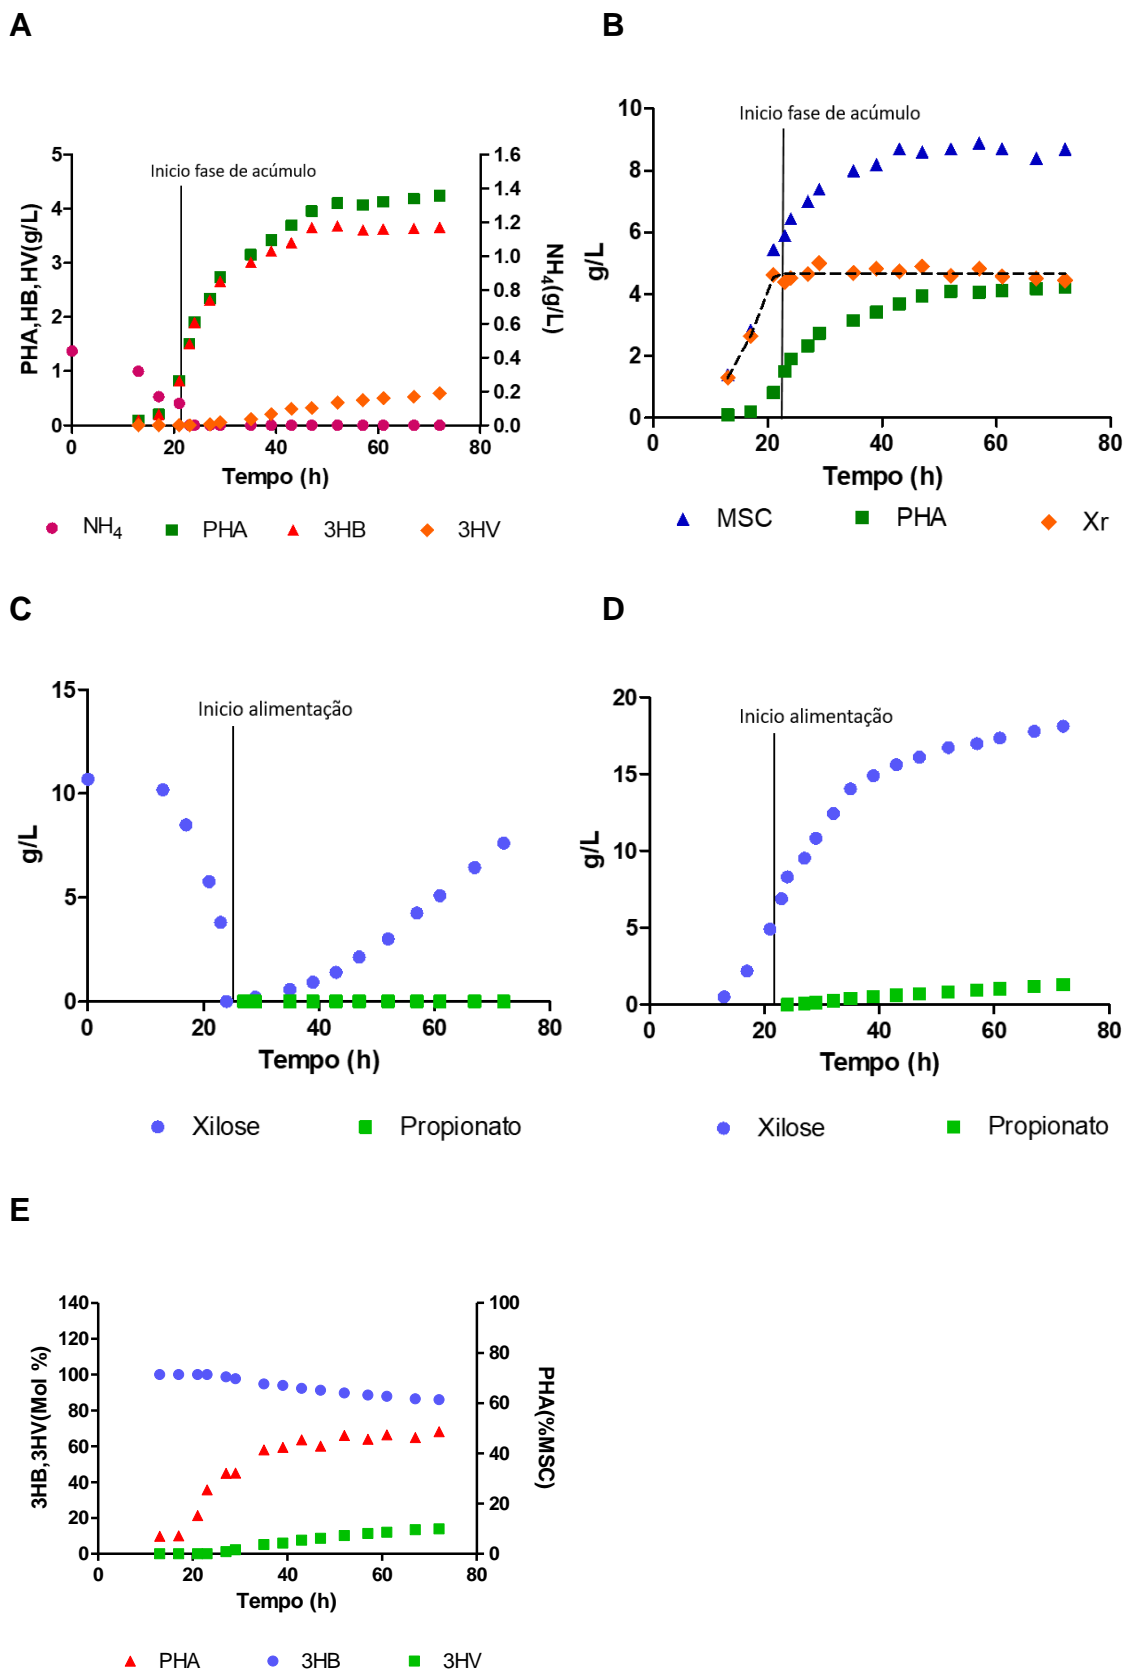 A
B
Inicio fase de acúmulo
PHA,HB,HV(g/L)
5
4
3
2
1
0
1.6
1.4
1.2
1.0
0.8
0.6
0.4
0.2
0.0
NH4(g/L)
0 20 40 60 80
Tempo (h)
NH4 PHA 3HB 3HV
Inicio fase de acúmulo
g/L
10
8
6
4
2
0
0 20 40 60 80
Tempo (h)
MSC PHA Xr
C
D
Inicio alimentação
g/L
15
10
5
0
0 20 40 60 80
Tempo (h)
Xilose Propionato
Inicio alimentação
g/L
20
15
10
5
0
0 20 40 60 80
Tempo (h)
Xilose Propionato
E
3HB,3HV(Mol %)
140
120
100
80
60
40
20
0
100
80
60
40
20
0
PHA(%MSC)
0 20 40 60 80
Tempo (h)
PHA 3HB 3HV